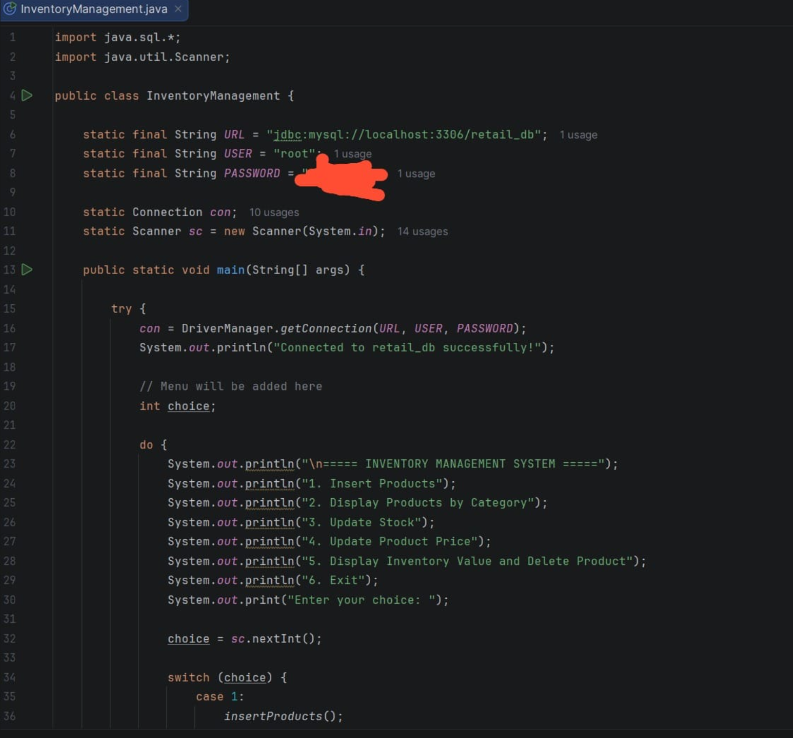 InventoryManagement.java ×
1 import java.sql.*;
2 import java.util.Scanner;
3
4 public class InventoryManagement {
5
6 static final String URL = "jdbc:mysql://localhost:3306/retail_db"; 1 usage
7 static final String USER = "root"; 1 usage
8 static final String PASSWORD = " 1 usage
9
10 static Connection con; 10 usages
11 static Scanner sc = new Scanner(System.in); 14 usages
12
13 public static void main(String[] args) {
14
15 try {
16 con = DriverManager.getConnection(URL, USER, PASSWORD);
17 System.out.println("Connected to retail_db successfully!");
18
19 // Menu will be added here
20 int choice;
21
22 do {
23 System.out.println("\n===== INVENTORY MANAGEMENT SYSTEM =====");
24 System.out.println("1. Insert Products");
25 System.out.println("2. Display Products by Category");
26 System.out.println("3. Update Stock");
27 System.out.println("4. Update Product Price");
28 System.out.println("5. Display Inventory Value and Delete Product");
29 System.out.println("6. Exit");
30 System.out.print("Enter your choice: ");
31
32 choice = sc.nextInt();
33
34 switch (choice) {
35 case 1:
36 insertProducts();